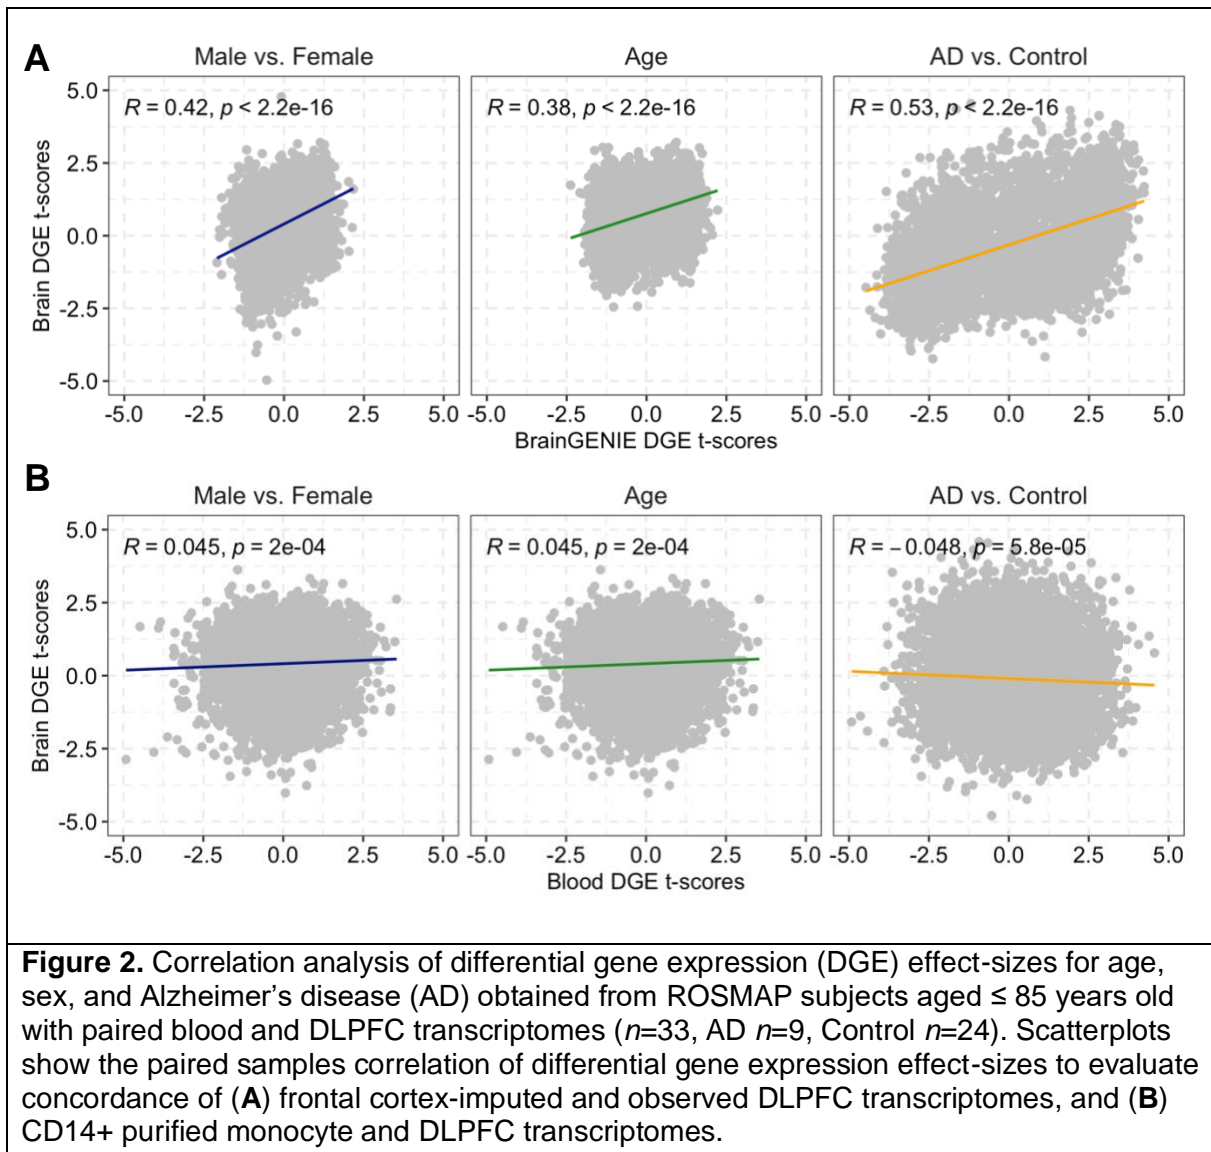 A
Male vs. Female
Age
AD vs. Control
R = 0.42, p < 2.2e-16
R = 0.38, p < 2.2e-16
R = 0.53, p < 2.2e-16
Brain DGE t-scores
5.0
2.5
0.0
-2.5
-5.0
-5.0 -2.5 0.0 2.5 5.0
-5.0 -2.5 0.0 2.5 5.0
-5.0 -2.5 0.0 2.5 5.0
BrainGENIE DGE t-scores
B
Male vs. Female
Age
AD vs. Control
R = 0.045, p = 2e-04
R = 0.045, p = 2e-04
R = − 0.048, p = 5.8e-05
Brain DGE t-scores
5.0
2.5
0.0
-2.5
-5.0
-5.0 -2.5 0.0 2.5 5.0
-5.0 -2.5 0.0 2.5 5.0
-5.0 -2.5 0.0 2.5 5.0
Blood DGE t-scores
Figure 2. Correlation analysis of differential gene expression (DGE) effect-sizes for age,
sex, and Alzheimer's disease (AD) obtained from ROSMAP subjects aged ≤ 85 years old
with paired blood and DLPFC transcriptomes (n=33, AD n=9, Control n=24). Scatterplots
show the paired samples correlation of differential gene expression effect-sizes to evaluate
concordance of (A) frontal cortex-imputed and observed DLPFC transcriptomes, and (B)
CD14+ purified monocyte and DLPFC transcriptomes.